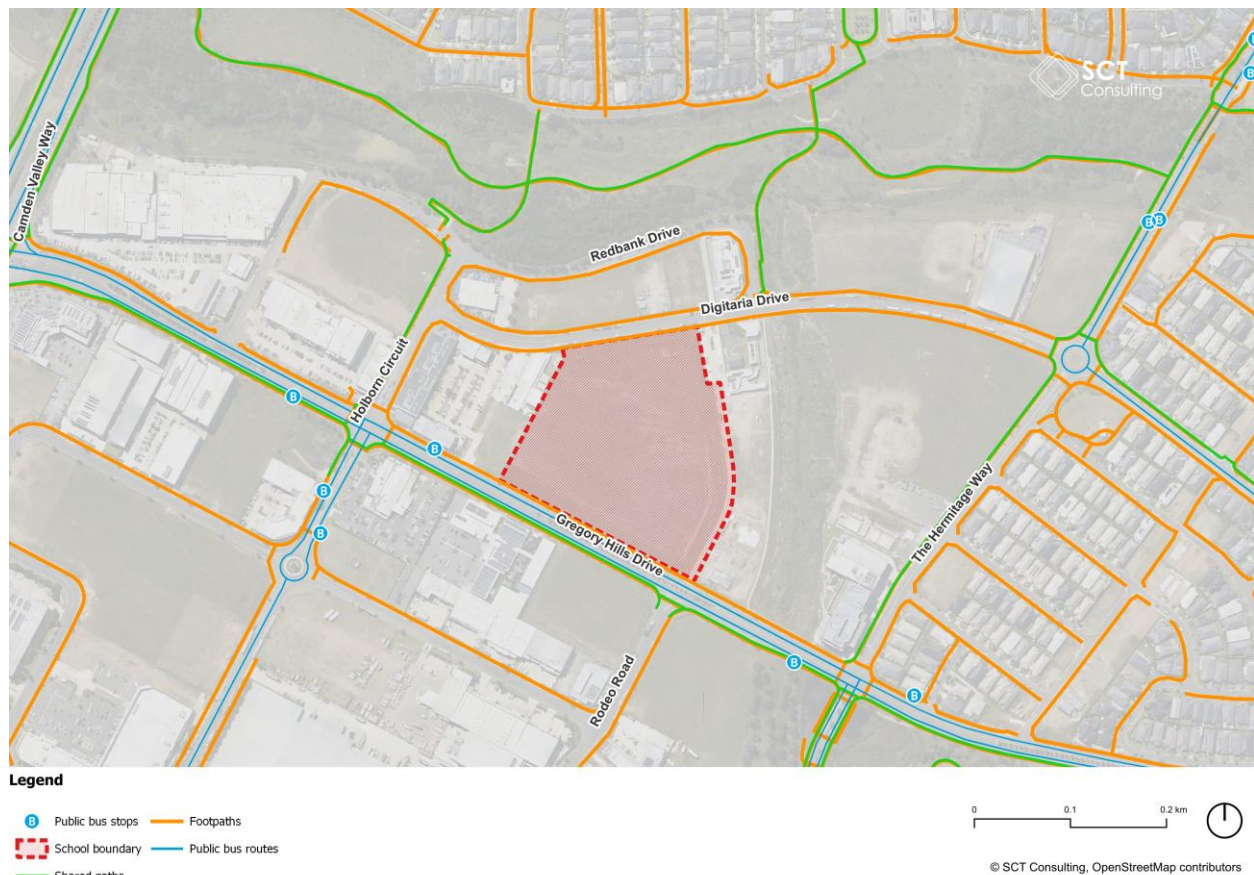 SCT
Consulting
Camden Valley Way
Redbank Drive
Digitaria Drive
Holborn Circuit
B
B
B
B
B
B
B
B
B
B
Gregory Hills Drive
The Hermitage Way
Rodeo Road
Legend
B Public bus stops
Footpaths
School boundary
Public bus routes
Shared paths
0 0.1 0.2 km
© SCT Consulting, OpenStreetMap contributors